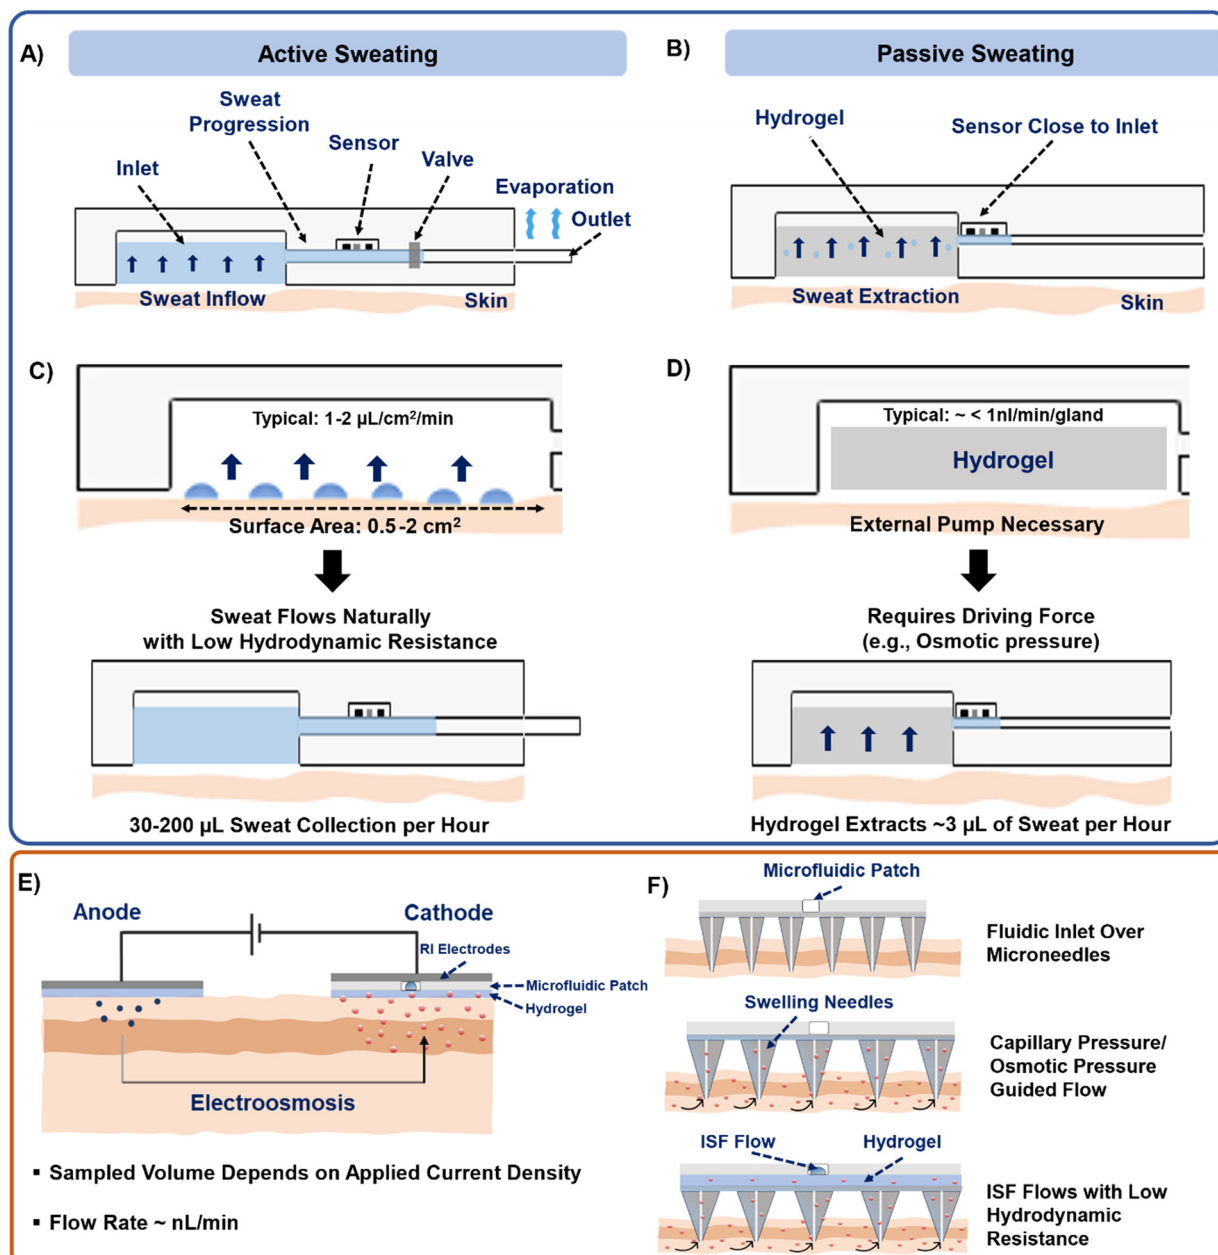 A)
Active Sweating
Sweat
Progression
Sensor
Inlet
Valve
Evaporation
Outlet
Sweat Inflow
Skin
B)
Passive Sweating
Hydrogel
Sensor Close to Inlet
Sweat Extraction
Skin
C)
Typical: 1-2 µL/cm²/min
Surface Area: 0.5-2 cm²
Sweat Flows Naturally
with Low Hydrodynamic Resistance
30-200 µL Sweat Collection per Hour
D)
Typical: ~ < 1nl/min/gland
Hydrogel
External Pump Necessary
Requires Driving Force
(e.g., Osmotic pressure)
Hydrogel Extracts ~3 µL of Sweat per Hour
E)
Anode
Cathode
RI Electrodes
Microfluidic Patch
Hydrogel
Electroosmosis
▪ Sampled Volume Depends on Applied Current Density
▪ Flow Rate ~ nL/min
F)
Microfluidic Patch
Fluidic Inlet Over
Microneedles
Swelling Needles
Capillary Pressure/
Osmotic Pressure
Guided Flow
ISF Flow
Hydrogel
ISF Flows with Low
Hydrodynamic
Resistance